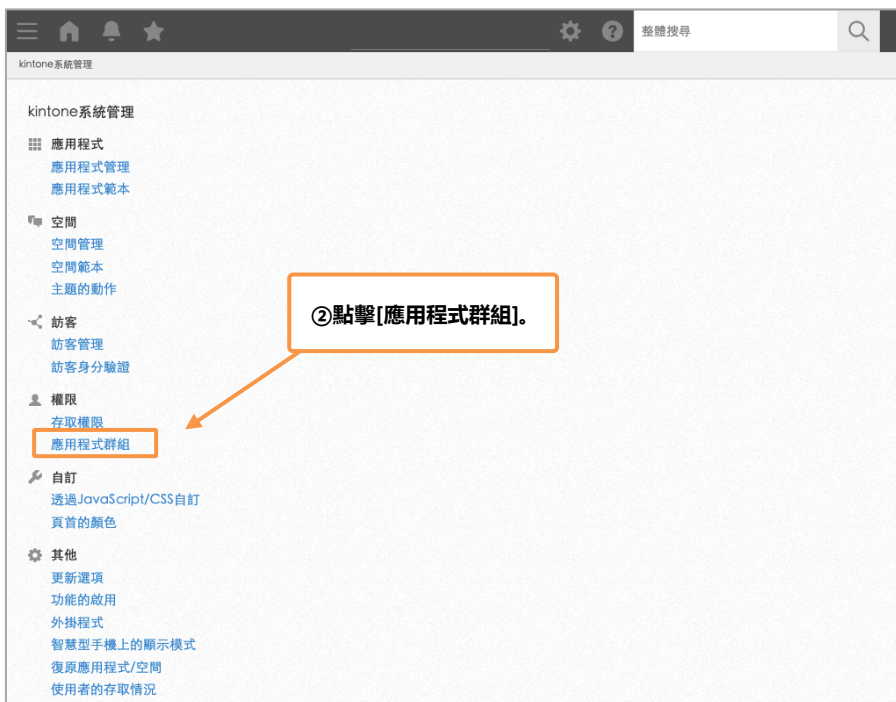 整體搜尋
kintone系統管理
kintone系統管理
應用程式
應用程式管理
應用程式範本
空間
空間管理
空間範本
主題的動作
②點擊[應用程式群組]。
訪客
訪客管理
訪客身分驗證
權限
存取權限
應用程式群組
自訂
透過JavaScript/CSS自訂
頁首的顏色
其他
更新選項
功能的啟用
外掛程式
智慧型手機上的顯示模式
復原應用程式/空間
使用者的存取情況